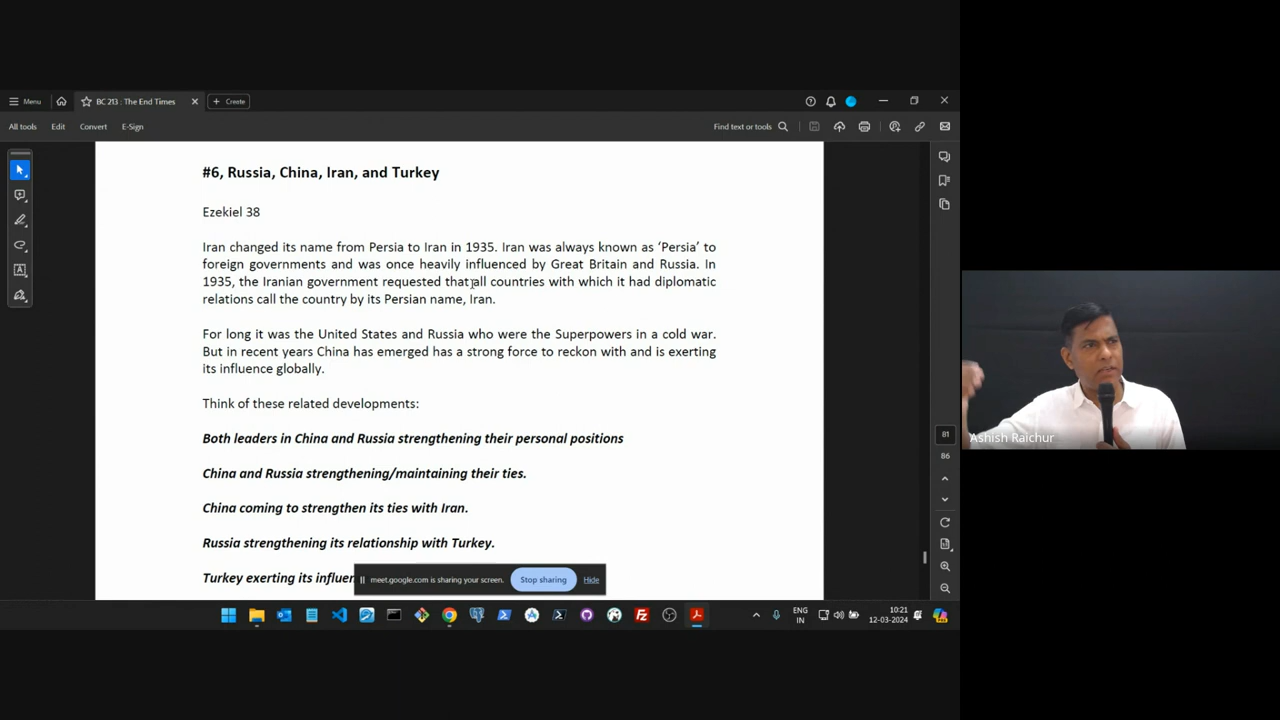 Menu
BC 213 : The End Times
Create
All tools
Edit
Convert
E-Sign
Find text or tools
#6, Russia, China, Iran, and Turkey
Ezekiel 38
Iran changed its name from Persia to Iran in 1935. Iran was always known as ‘Persia’ to
foreign governments and was once heavily influenced by Great Britain and Russia. In
1935, the Iranian government requested that all countries with which it had diplomatic
relations call the country by its Persian name, Iran.
For long it was the United States and Russia who were the Superpowers in a cold war.
But in recent years China has emerged has a strong force to reckon with and is exerting
its influence globally.
Think of these related developments:
Both leaders in China and Russia strengthening their personal positions
China and Russia strengthening/maintaining their ties.
China coming to strengthen its ties with Iran.
Russia strengthening its relationship with Turkey.
Turkey exerting its
meet.google.com is sharing your screen.
Stop sharing
Hide
81
86
Ashish Raichur
ENG
IN
10:21
12-03-2024